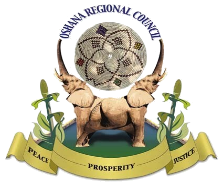 OSHANA REGIONAL COUNCIL
PEACE
PROSPERITY
JUSTICE